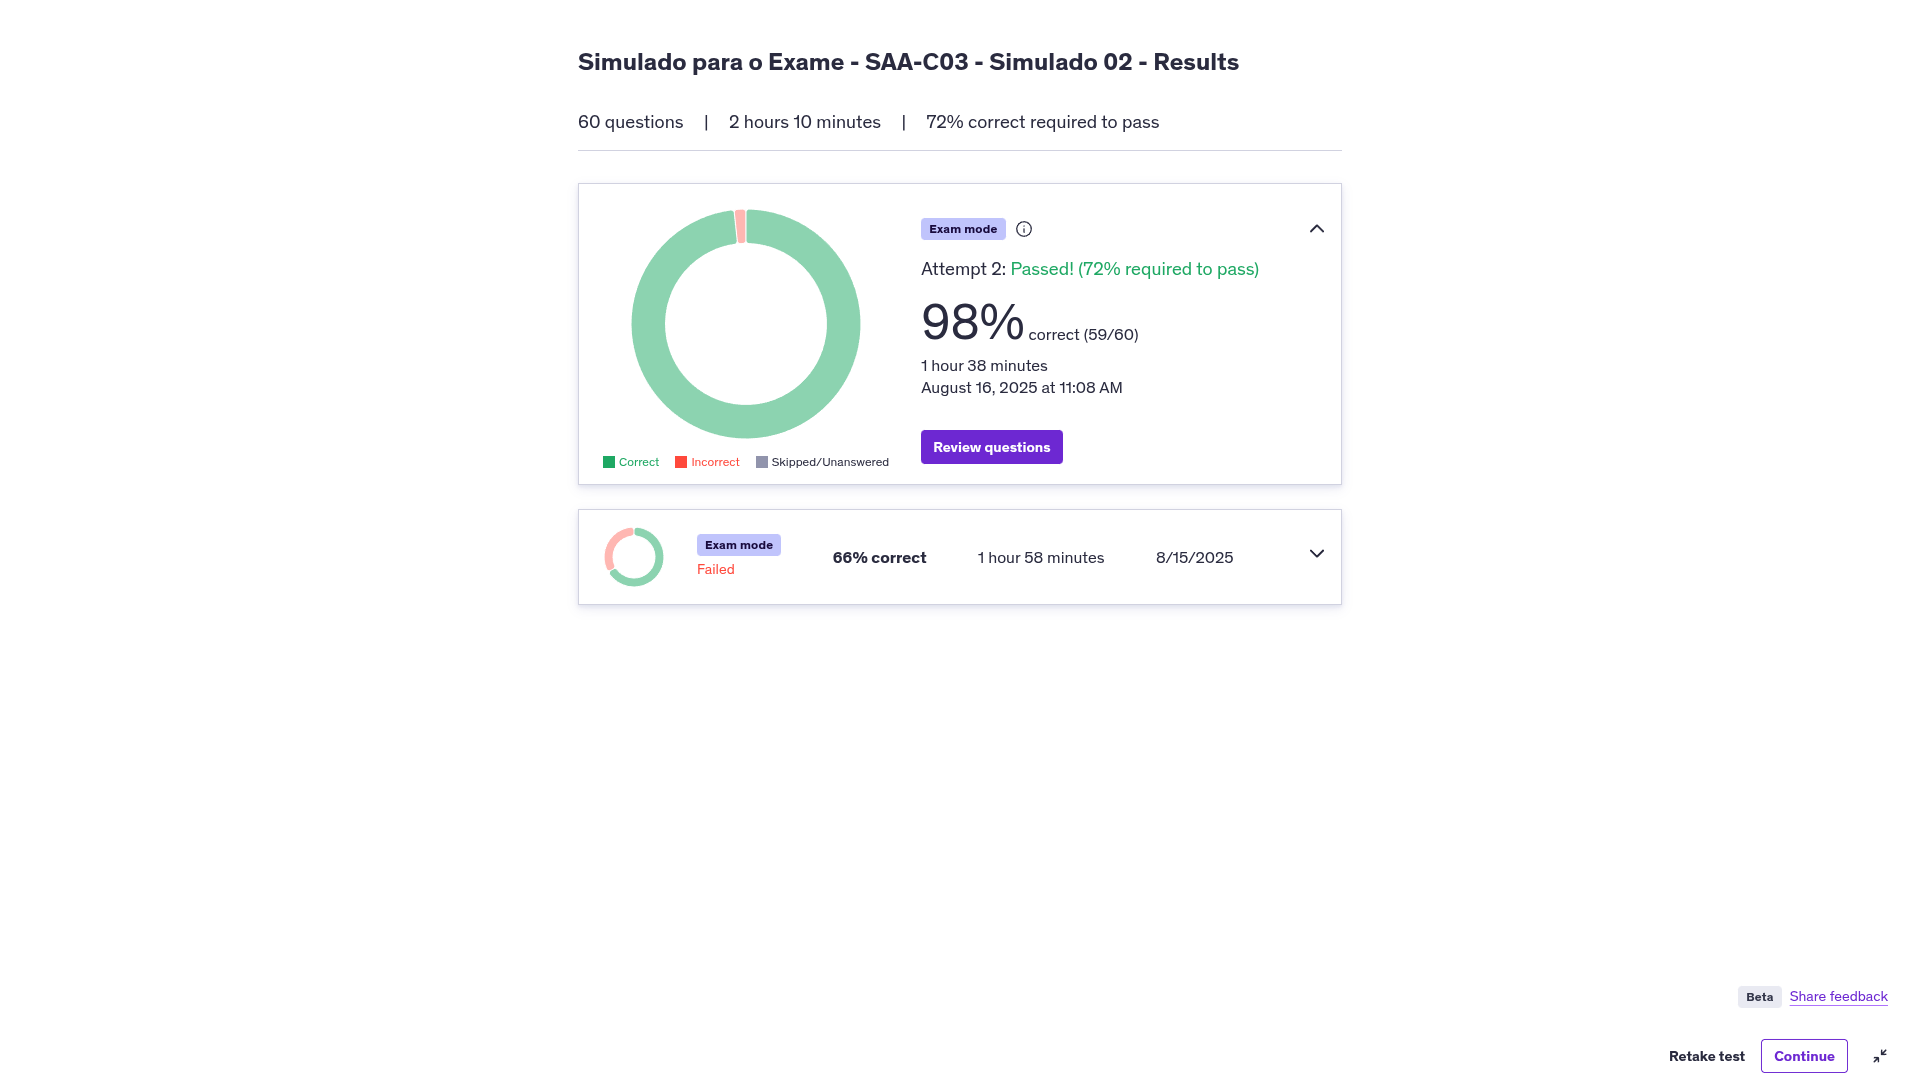 Simulado para o Exame - SAA-C03 - Simulado 02 - Results
60 questions | 2 hours 10 minutes | 72% correct required to pass
Exam mode
Attempt 2: Passed! (72% required to pass)
98% correct (59/60)
1 hour 38 minutes
August 16, 2025 at 11:08 AM
Review questions
Correct Incorrect Skipped/Unanswered
Exam mode
Failed
66% correct 1 hour 58 minutes 8/15/2025
Beta Share feedback
Retake test Continue